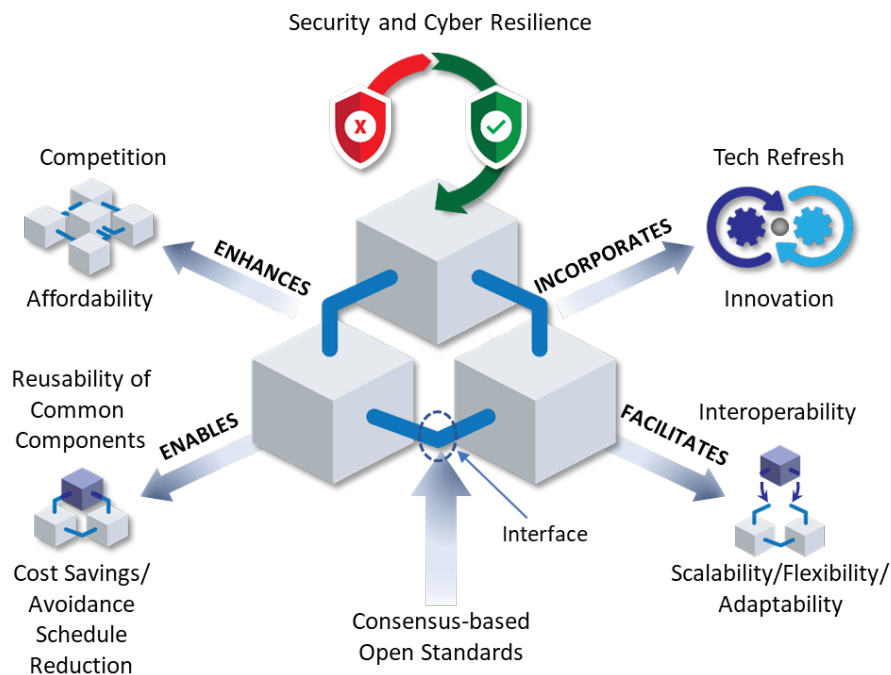 Security and Cyber Resilience
X
Competition
Affordability
ENHANCES
Tech Refresh
Innovation
INCORPORATES
Reusability of
Common
Components
ENABLES
Cost Savings/
Avoidance
Schedule
Reduction
Interoperability
FACILITATES
Scalability/Flexibility/
Adaptability
Interface
Consensus-based
Open Standards